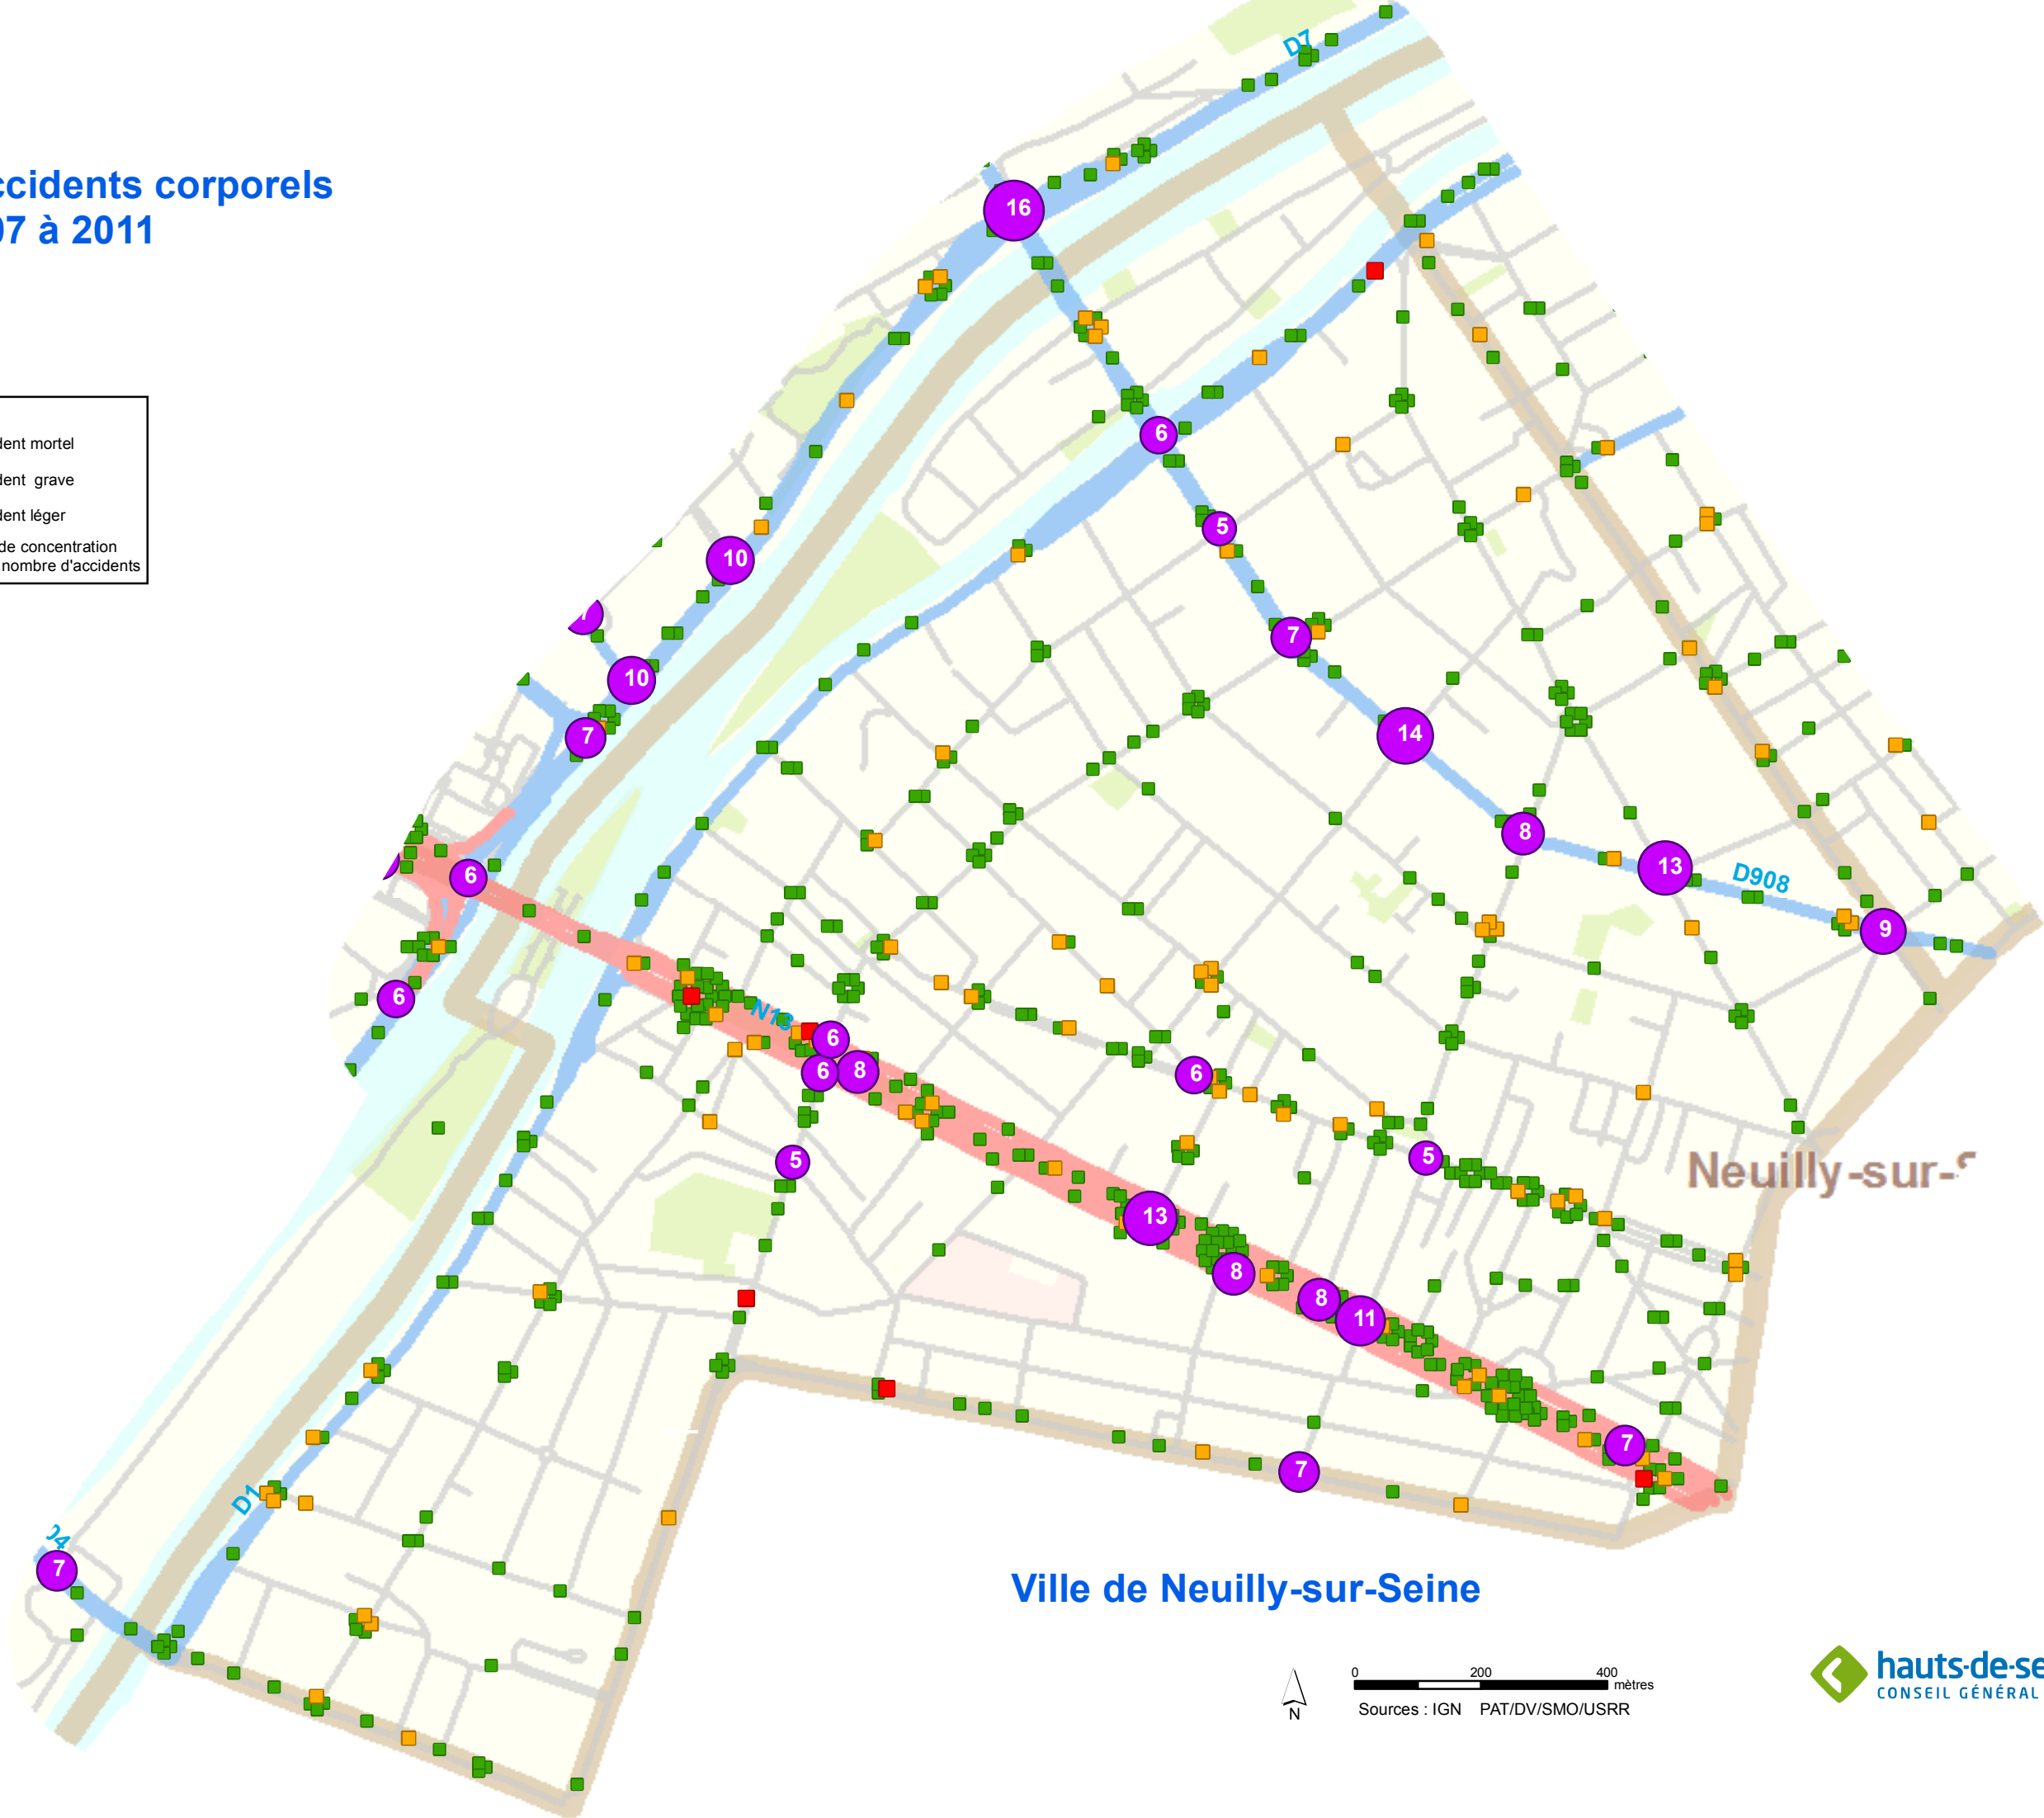 ccidents corporels
07 à 2011
dent mortel
dent grave
dent léger
de concentration
nombre d'accidents
D7
16
6
5
10
7
10
7
7
14
8
13
D908
9
6
6
N13
6
6
8
6
5
5
Neuilly-sur-
13
8
8
11
7
7
D1
7
Ville de Neuilly-sur-Seine
0 200 400
mètres
N
Sources : IGN PAT/DV/SMO/USRR
hauts-de-se
CONSEIL GÉNÉRAL